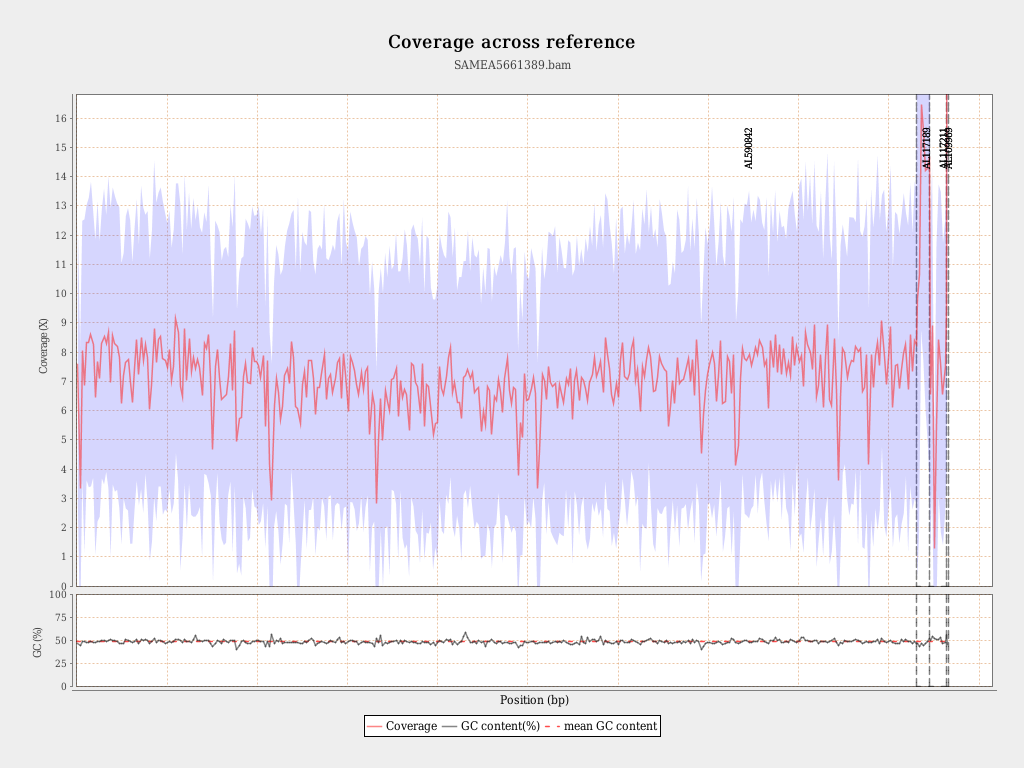 Coverage across reference
SAMEA5661389.bam
Coverage (X)
16
15
14
13
12
11
10
9
8
7
6
5
4
3
2
1
0
AL590842
AL117189
AL117211
AL109969
GC (%)
100
75
50
25
0
Position (bp)
Coverage GC content(%) mean GC content